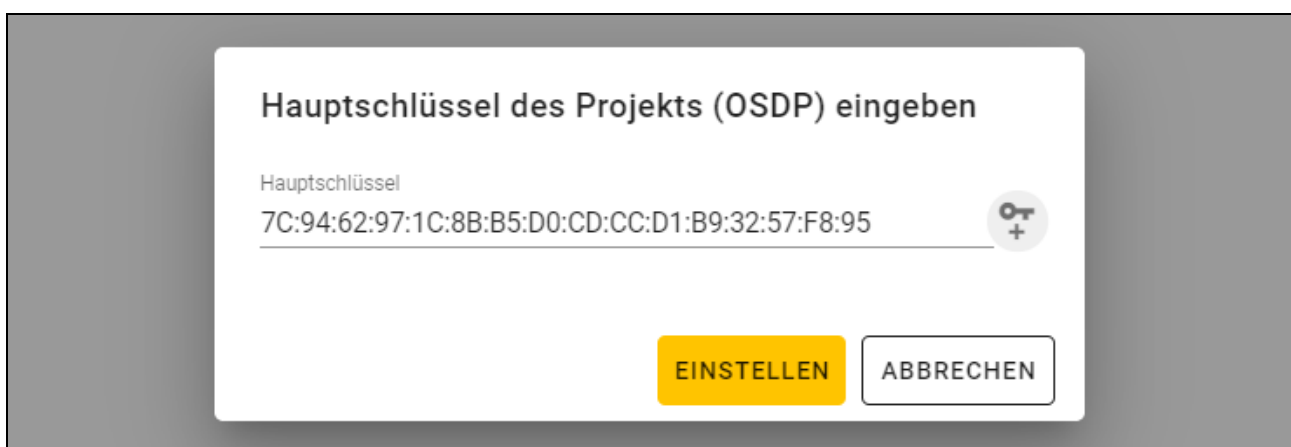 Hauptschlüssel des Projekts (OSDP) eingeben
Hauptschlüssel
7C:94:62:97:1C:8B:B5:D0:CD:CC:D1:B9:32:57:F8:95
EINSTELLEN ABBRECHEN